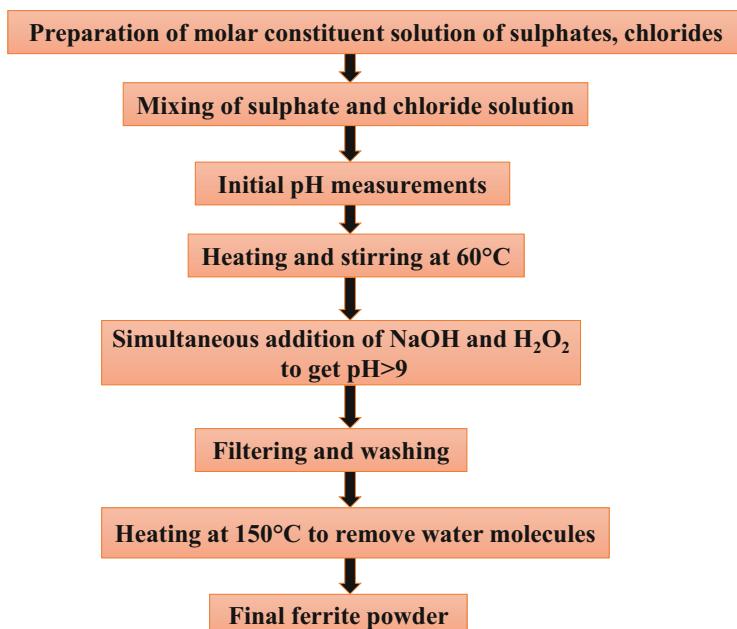 Preparation of molar constituent solution of sulphates, chlorides
Mixing of sulphate and chloride solution
Initial pH measurements
Heating and stirring at 60°C
Simultaneous addition of NaOH and H₂O₂
to get pH>9
Filtering and washing
Heating at 150°C to remove water molecules
Final ferrite powder